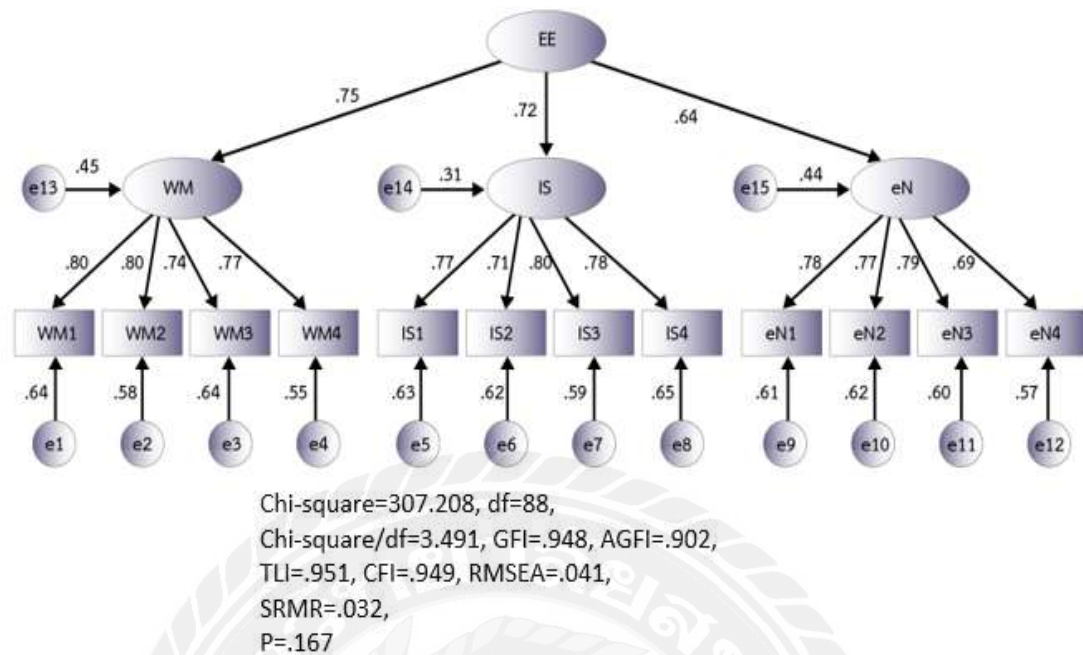 EE
.75
.72
.64
e13
.45
WM
e14
.31
IS
e15
.44
eN
.80
.80
.74
.77
.77
.71
.80
.78
.78
.77
.79
.69
WM1
WM2
WM3
WM4
IS1
IS2
IS3
IS4
eN1
eN2
eN3
eN4
.64
.58
.64
.55
.63
.62
.59
.65
.61
.62
.60
.57
e1
e2
e3
e4
e5
e6
e7
e8
e9
e10
e11
e12
Chi-square=307.208, df=88,
Chi-square/df=3.491, GFI=.948, AGFI=.902,
TLI=.951, CFI=.949, RMSEA=.041,
SRMR=.032,
P=.167